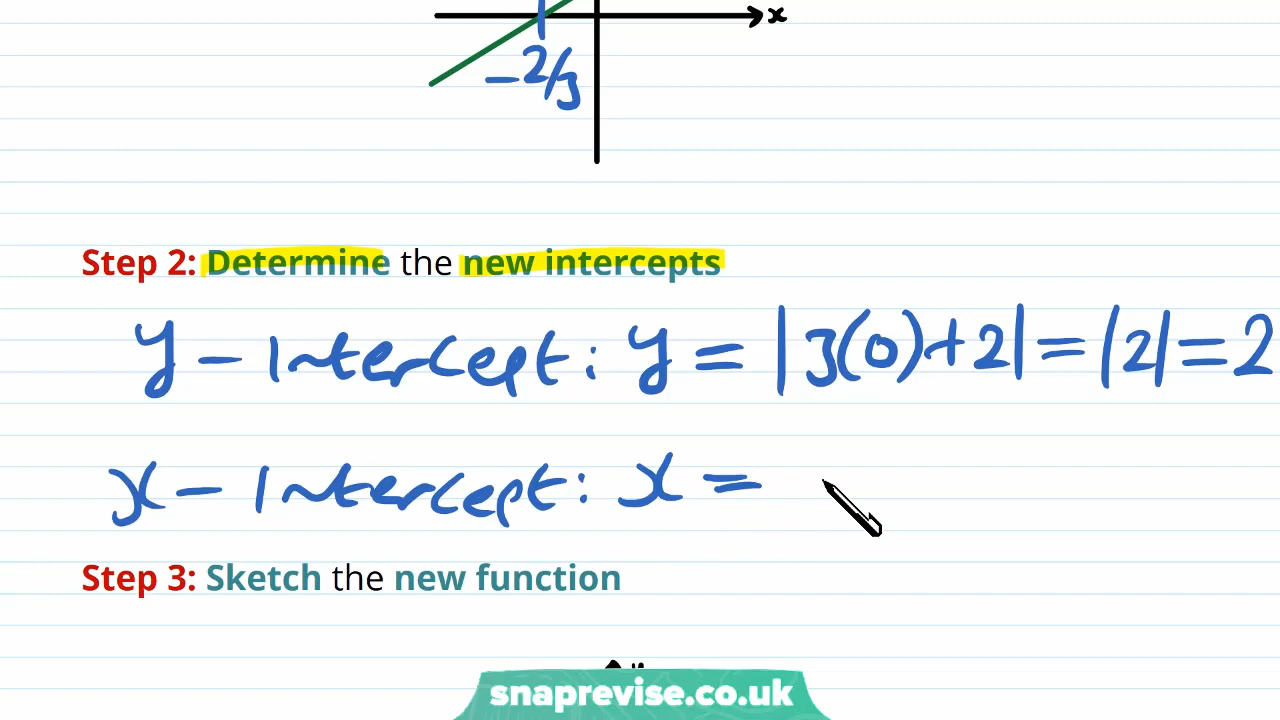 x
-2/3
Step 2: Determine the new intercepts
y - Intercept: y = |3(0)+2| = |2| = 2
x - Intercept: x =
Step 3: Sketch the new function
snaprevise.co.uk